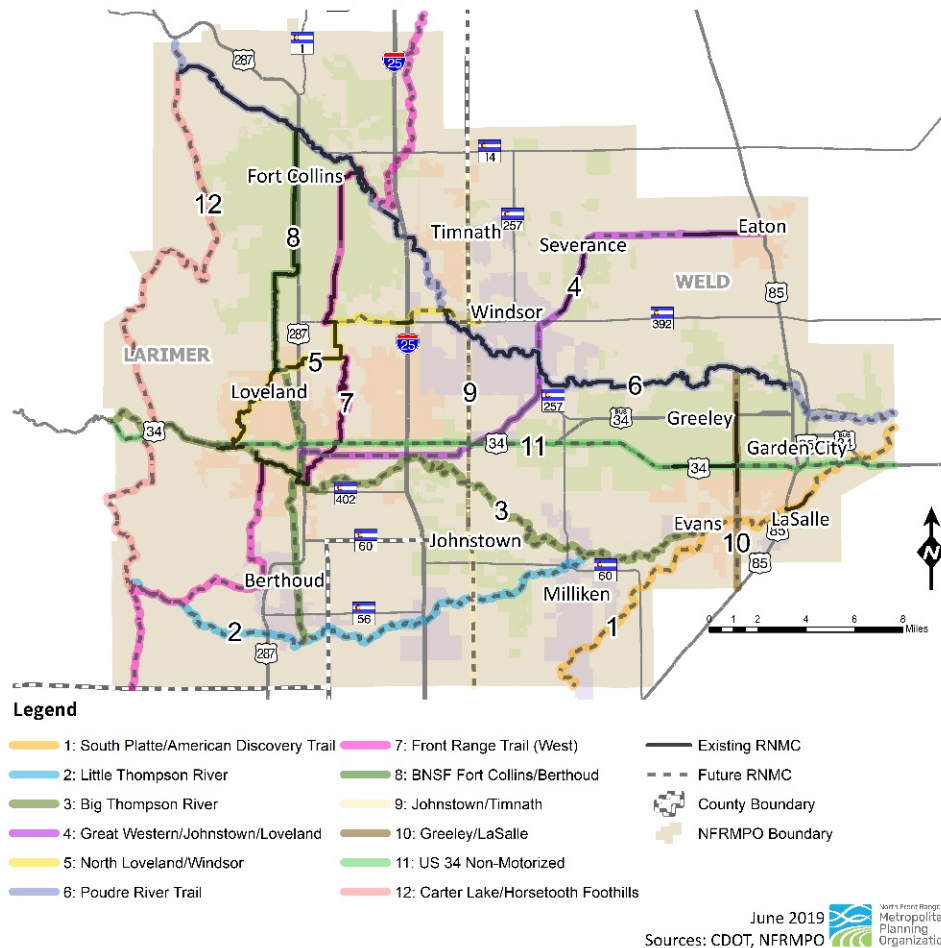 287
1
25
14
Fort Collins
12
257
8
Timnath
Severance
Eaton
4
WELD
85
Windsor
287
392
LARIMER
25
5
Loveland
7
9
6
257
BUS
34
Greeley
34
34
11
Garden City
85
BUS
34
34
402
3
Evans
LaSalle
85
60
Johnstown
10
N
Berthoud
60
85
Milliken
56
2
1
287
0 1 2 4 6 8
Miles
Legend
1: South Platte/American Discovery Trail
2: Little Thompson River
3: Big Thompson River
4: Great Western/Johnstown/Loveland
5: North Loveland/Windsor
6: Poudre River Trail
7: Front Range Trail (West)
8: BNSF Fort Collins/Berthoud
9: Johnstown/Timnath
10: Greeley/LaSalle
11: US 34 Non-Motorized
12: Carter Lake/Horsetooth Foothills
Existing RNMC
Future RNMC
County Boundary
NFRMPO Boundary
June 2019
Sources: CDOT, NFRMPO
North Front Range
Metropolitan
Planning
Organization